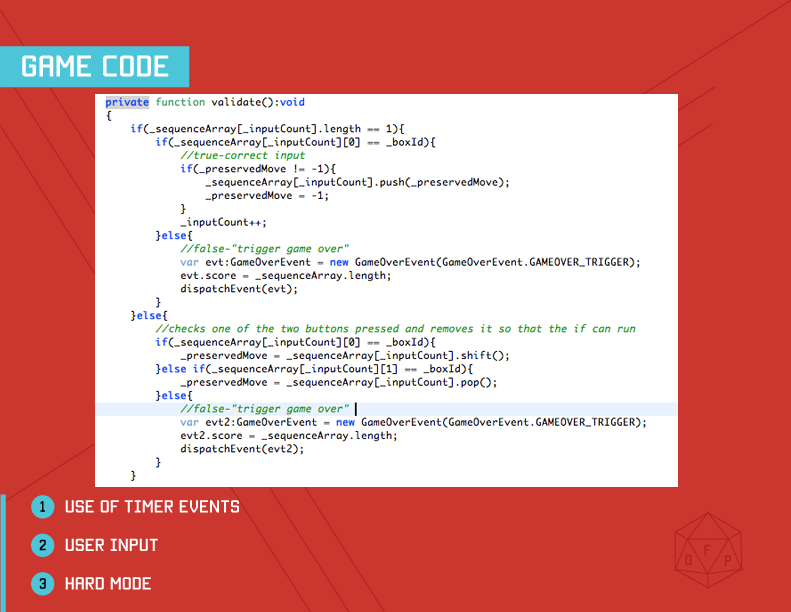 GAME CODE
private function validate():void
{
if(_sequenceArray[_inputCount].length == 1){
if(_sequenceArray[_inputCount][0] == _boxId){
//true-correct input
if(_preservedMove != -1){
_sequenceArray[_inputCount].push(_preservedMove);
_preservedMove = -1;
}
_inputCount++;
}else{
//false-"trigger game over"
var evt:GameOverEvent = new GameOverEvent(GameOverEvent.GAMEOVER_TRIGGER);
evt.score = _sequenceArray.length;
dispatchEvent(evt);
}
}else{
//checks one of the two buttons pressed and removes it so that the if can run
if(_sequenceArray[_inputCount][0] == _boxId){
_preservedMove = _sequenceArray[_inputCount].shift();
}else if(_sequenceArray[_inputCount][1] == _boxId){
_preservedMove = _sequenceArray[_inputCount].pop();
}else{
//false-"trigger game over"
var evt2:GameOverEvent = new GameOverEvent(GameOverEvent.GAMEOVER_TRIGGER);
evt2.score = _sequenceArray.length;
dispatchEvent(evt2);
}
}
1 USE OF TIMER EVENTS
2 USER INPUT
3 HARD MODE
D F P